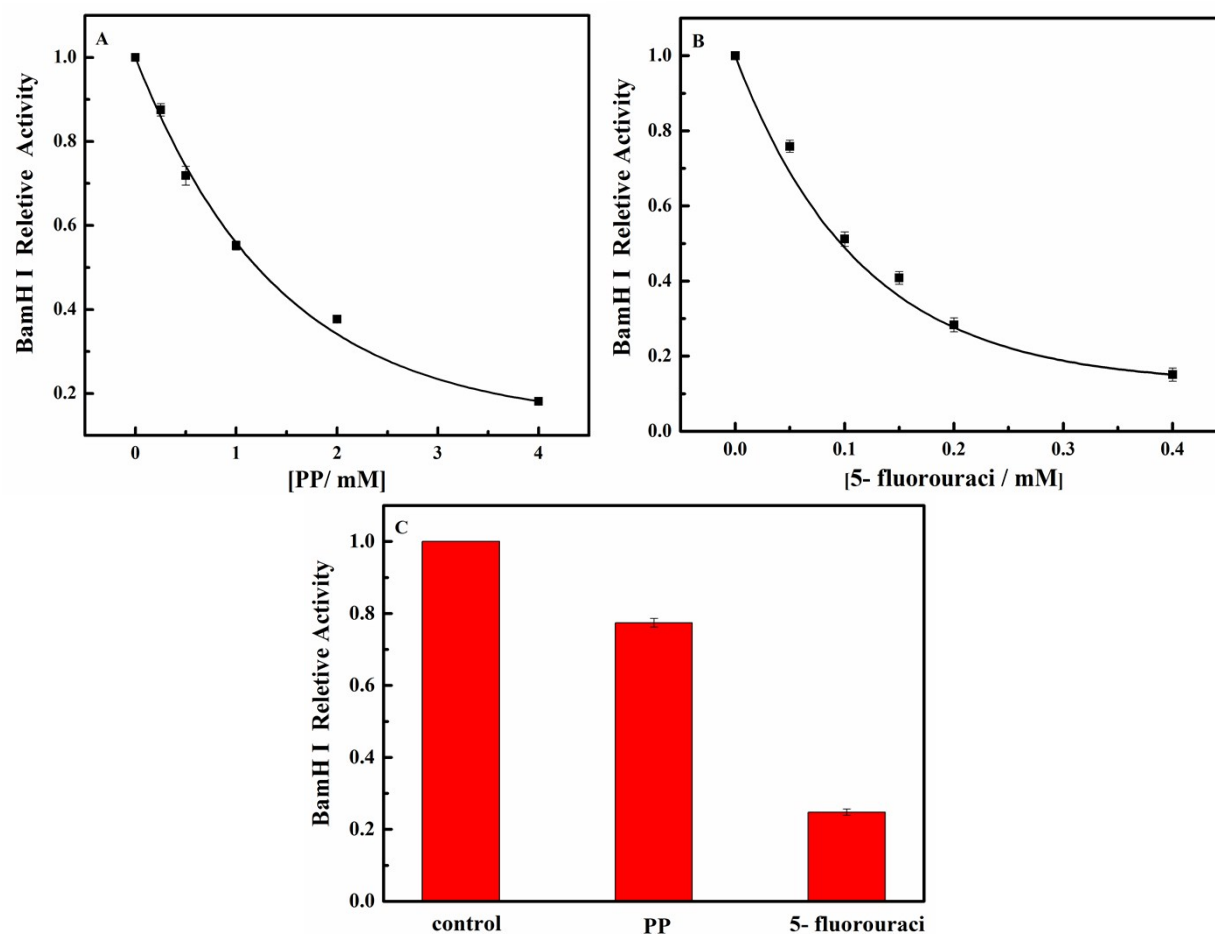 A
BamH I Reletive Activity
1.0
0.8
0.6
0.4
0.2
0 1 2 3 4
[PP/ mM]
B
BamH I Reletive Activity
1.0
0.8
0.6
0.4
0.2
0.0
0.0 0.1 0.2 0.3 0.4
[5- fluorouraci / mM]
C
BamH I Reletive Activity
1.0
0.8
0.6
0.4
0.2
0.0
control PP 5- fluorouraci